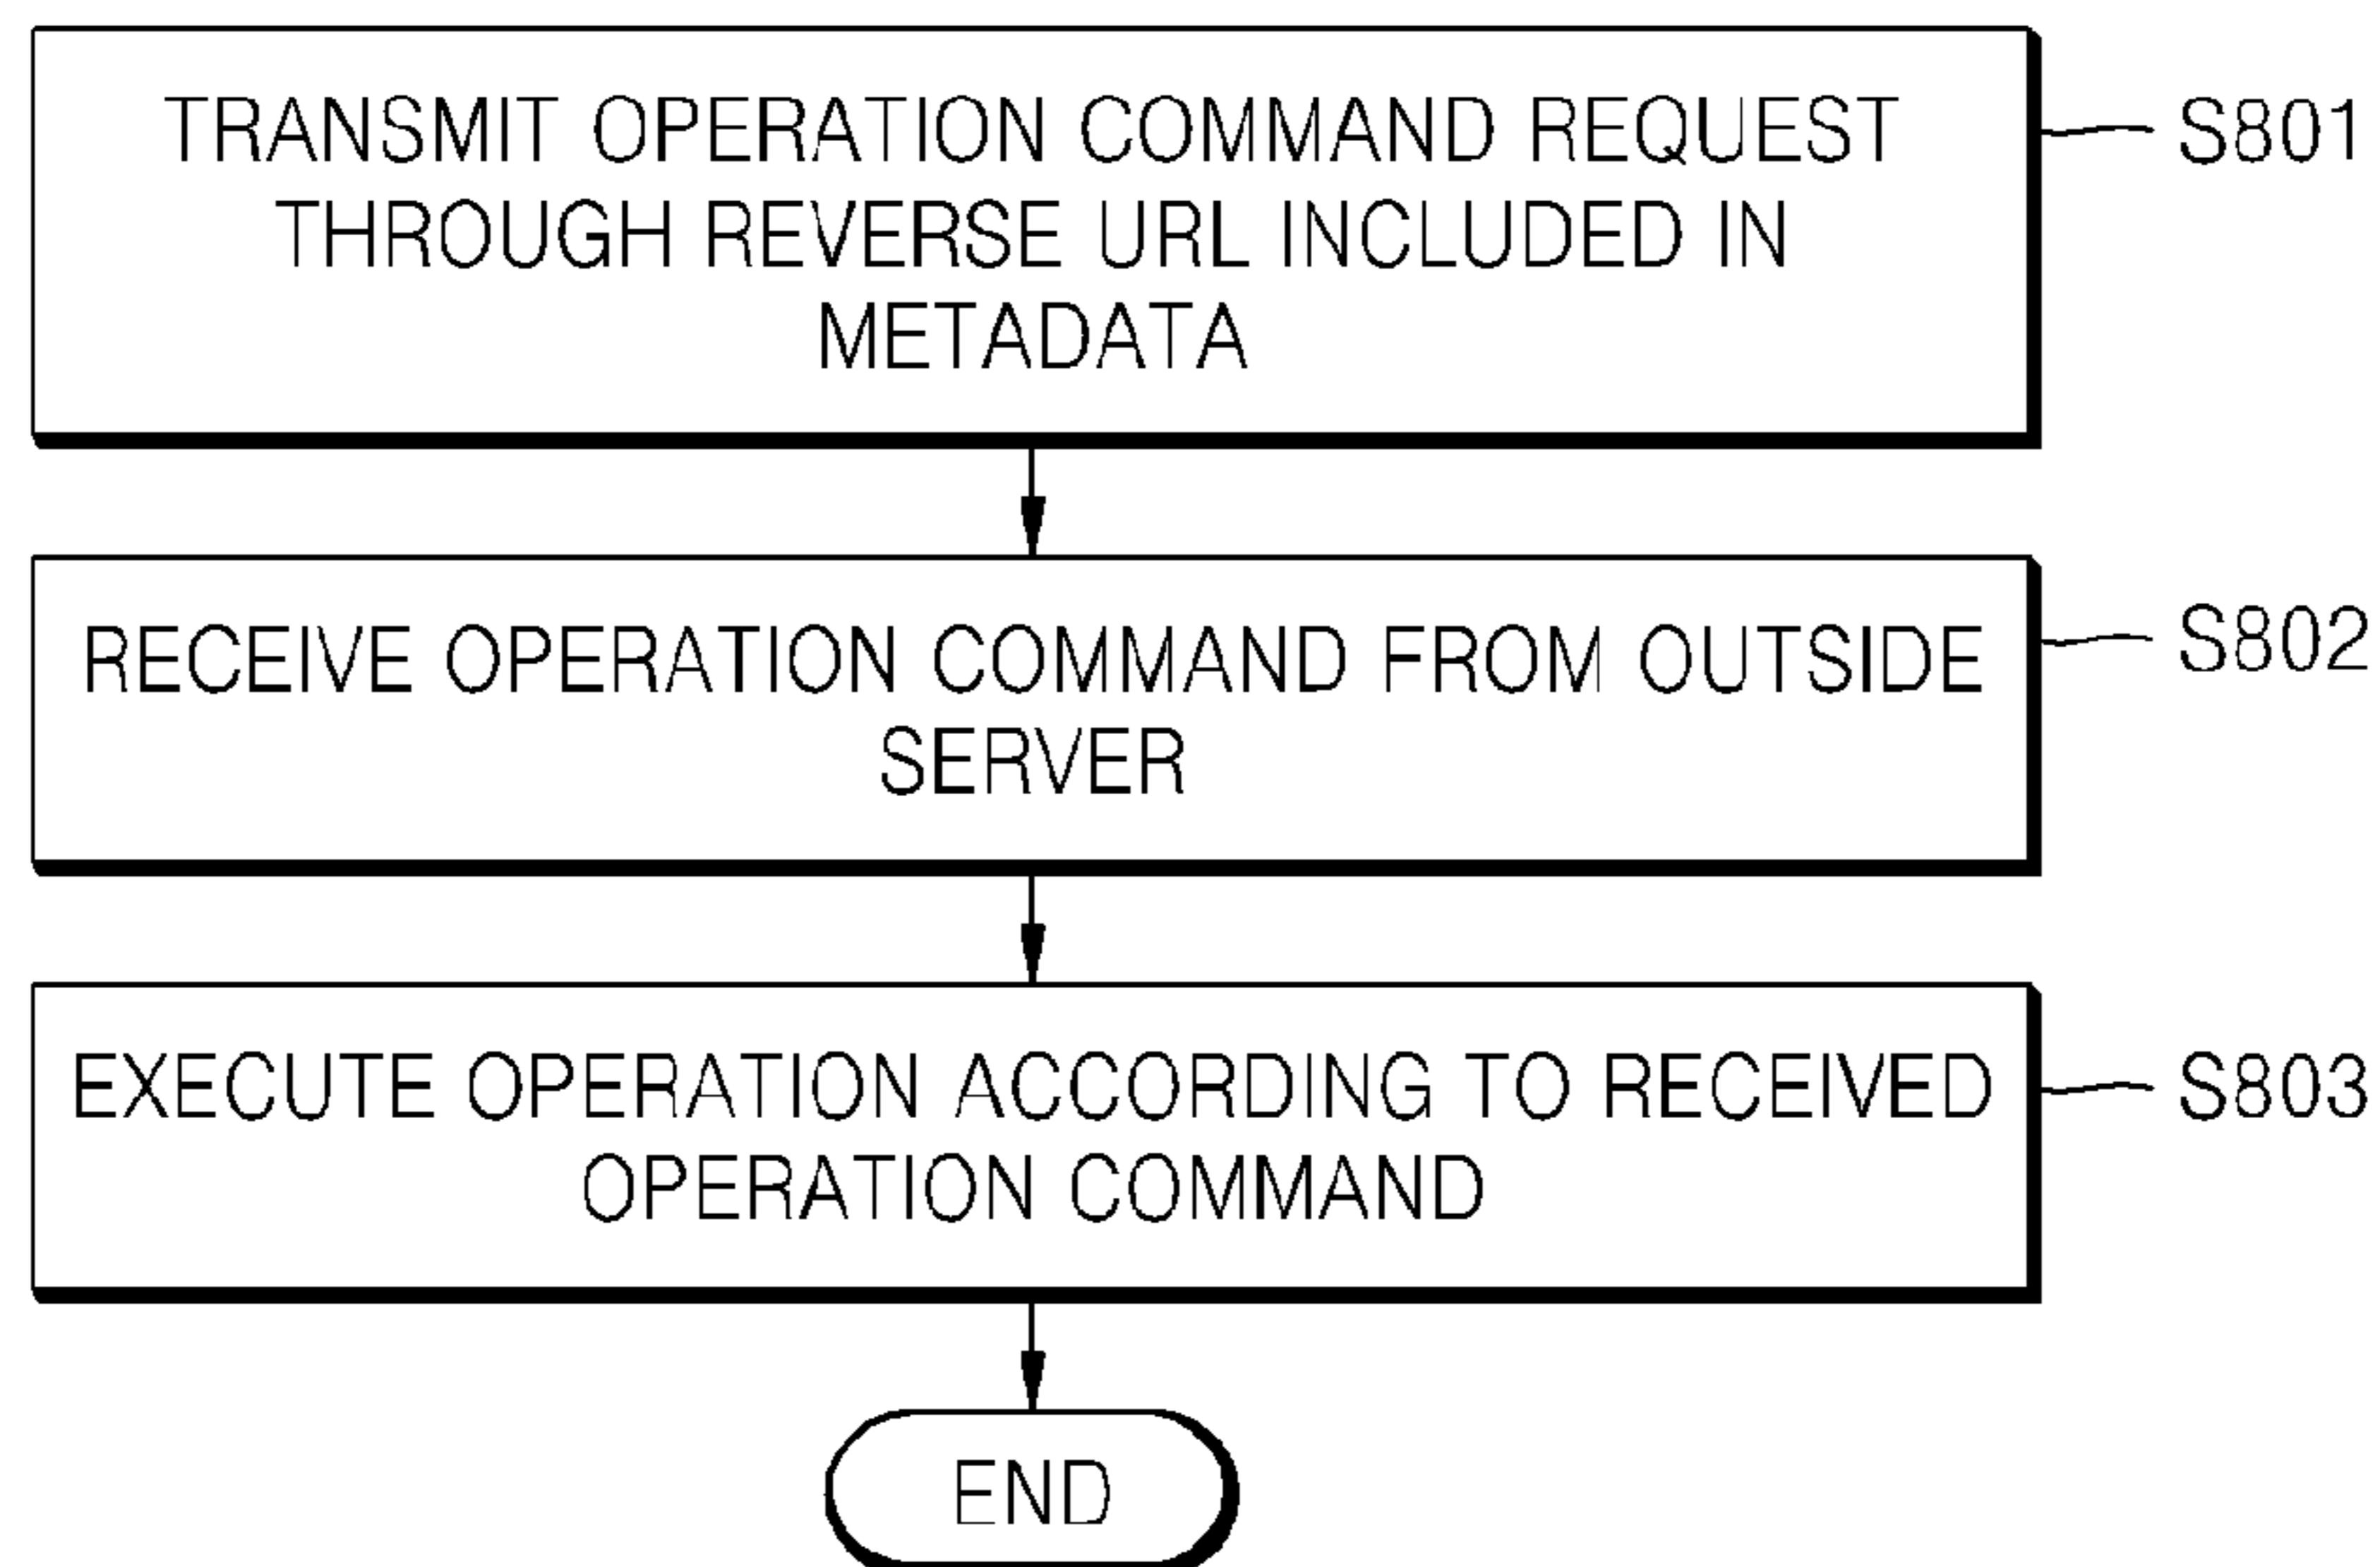 TRANSMIT OPERATION COMMAND REQUEST
THROUGH REVERSE URL INCLUDED IN
METADATA
S801
RECEIVE OPERATION COMMAND FROM OUTSIDE
SERVER
S802
EXECUTE OPERATION ACCORDING TO RECEIVED
OPERATION COMMAND
S803
END